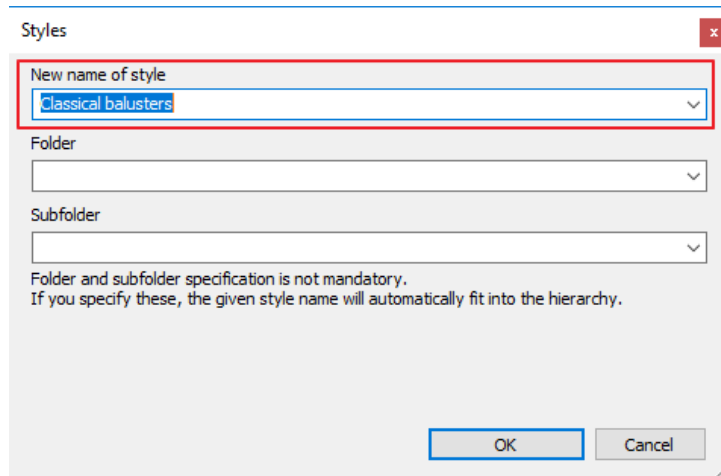 Styles
x
New name of style
Classical balusters
Folder
Subfolder
Folder and subfolder specification is not mandatory.
If you specify these, the given style name will automatically fit into the hierarchy.
OK
Cancel